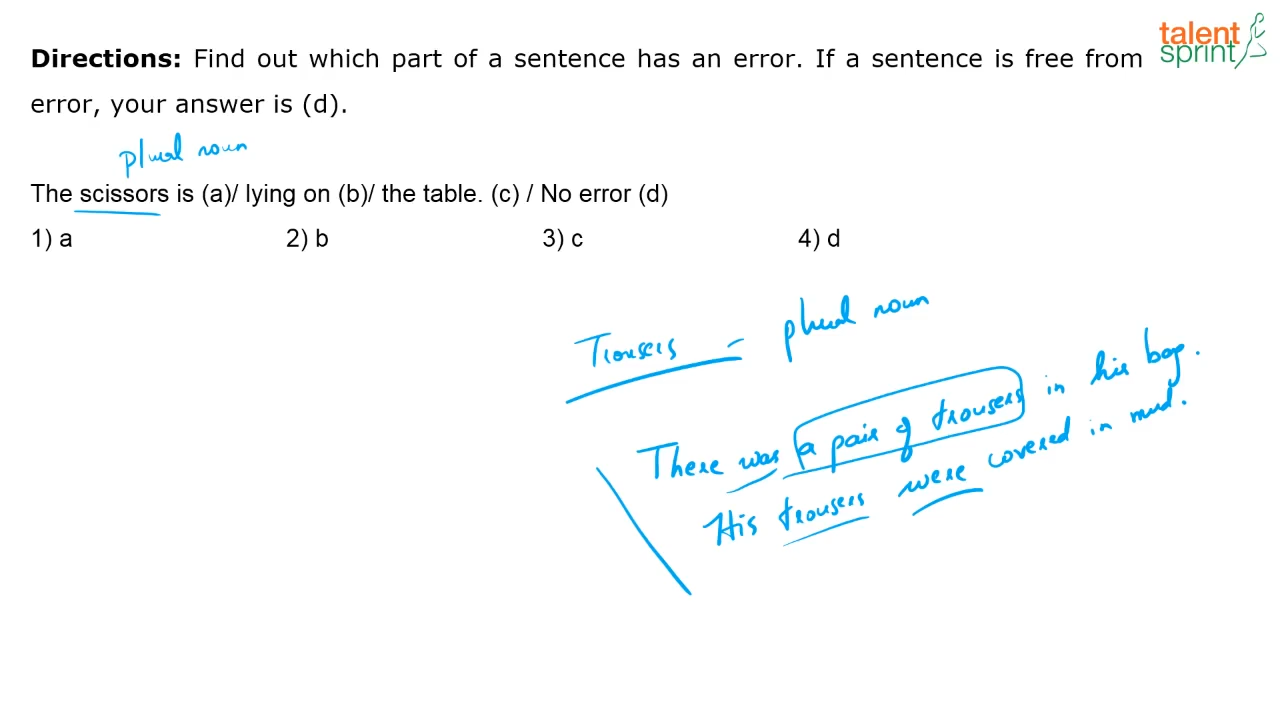 talent
sprint
Directions: Find out which part of a sentence has an error. If a sentence is free from
error, your answer is (d).
plural noun
The scissors is (a)/ lying on (b)/ the table. (c) / No error (d)
1) a 2) b 3) c 4) d
Trousers = plural noun
There was a pair of trousers in his bag.
His trousers were covered in mud.